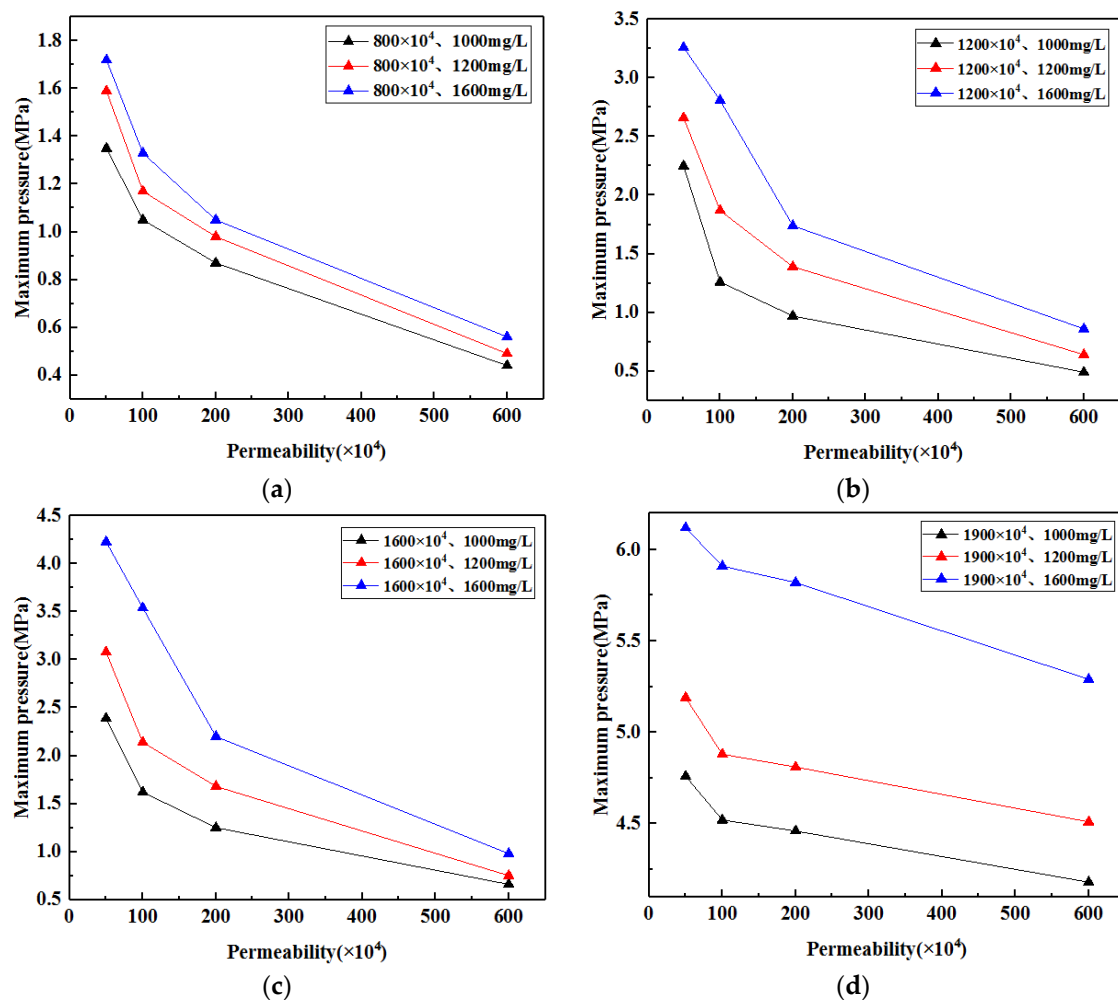 1.8
1.6
1.4
1.2
1.0
0.8
0.6
0.4
0 100 200 300 400 500 600
Maximum pressure(MPa)
Permeability(×10⁴)
800×10⁴、1000mg/L
800×10⁴、1200mg/L
800×10⁴、1600mg/L
(a)
3.5
3.0
2.5
2.0
1.5
1.0
0.5
0 100 200 300 400 500 600
Maximum pressure(MPa)
Permeability(×10⁴)
1200×10⁴、1000mg/L
1200×10⁴、1200mg/L
1200×10⁴、1600mg/L
(b)
4.5
4.0
3.5
3.0
2.5
2.0
1.5
1.0
0.5
0 100 200 300 400 500 600
Maximum pressure(MPa)
Permeability(×10⁴)
1600×10⁴、1000mg/L
1600×10⁴、1200mg/L
1600×10⁴、1600mg/L
(c)
6.0
5.5
5.0
4.5
0 100 200 300 400 500 600
Maximum pressure(MPa)
Permeability(×10⁴)
1900×10⁴、1000mg/L
1900×10⁴、1200mg/L
1900×10⁴、1600mg/L
(d)